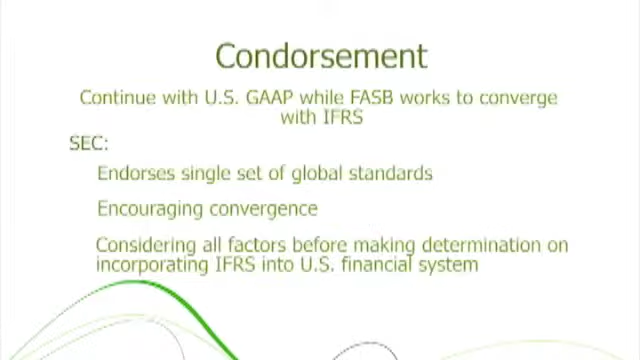 Condorsement
Continue with U.S. GAAP while FASB works to converge
with IFRS
SEC:
Endorses single set of global standards
Encouraging convergence
Considering all factors before making determination on
incorporating IFRS into U.S. financial system